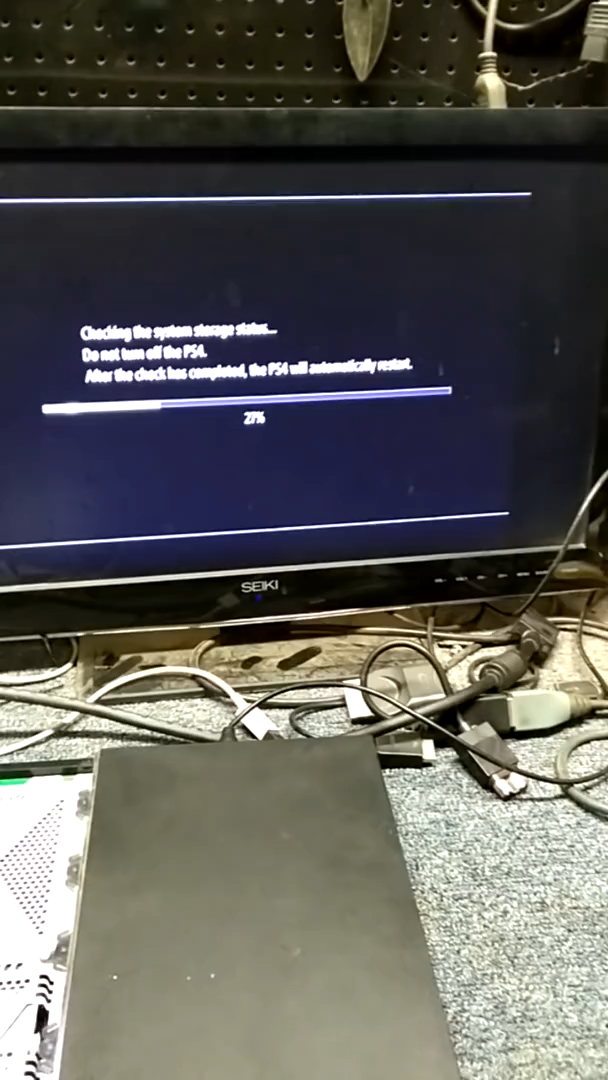 Checking the system storage status...
Do not turn off the PS4.
After the check has completed, the PS4 will automatically restart.
27%
SEIKI